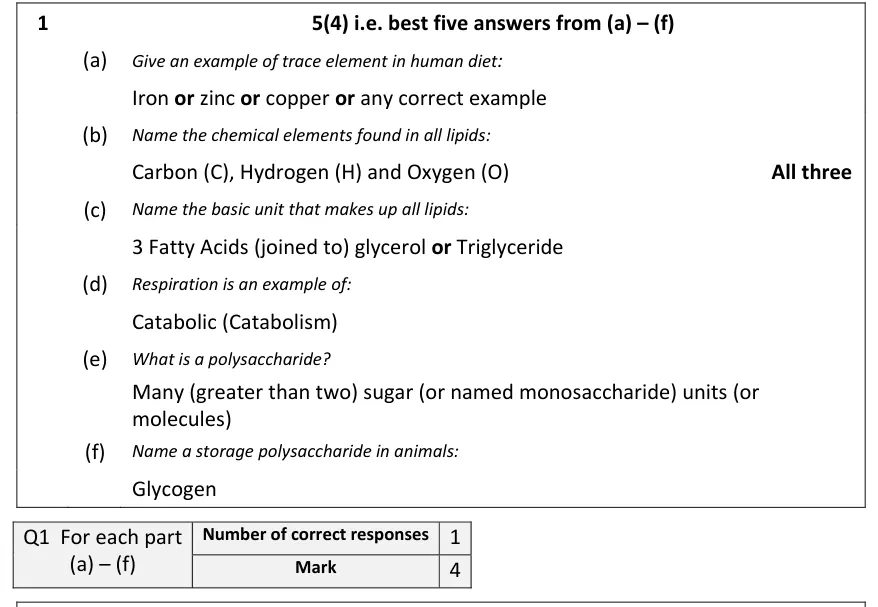 1 5(4) i.e. best five answers from (a) – (f)
(a) Give an example of trace element in human diet:
Iron or zinc or copper or any correct example
(b) Name the chemical elements found in all lipids:
Carbon (C), Hydrogen (H) and Oxygen (O) All three
(c) Name the basic unit that makes up all lipids:
3 Fatty Acids (joined to) glycerol or Triglyceride
(d) Respiration is an example of:
Catabolic (Catabolism)
(e) What is a polysaccharide?
Many (greater than two) sugar (or named monosaccharide) units (or
molecules)
(f) Name a storage polysaccharide in animals:
Glycogen
Q1 For each part Number of correct responses 1
(a) – (f) Mark 4